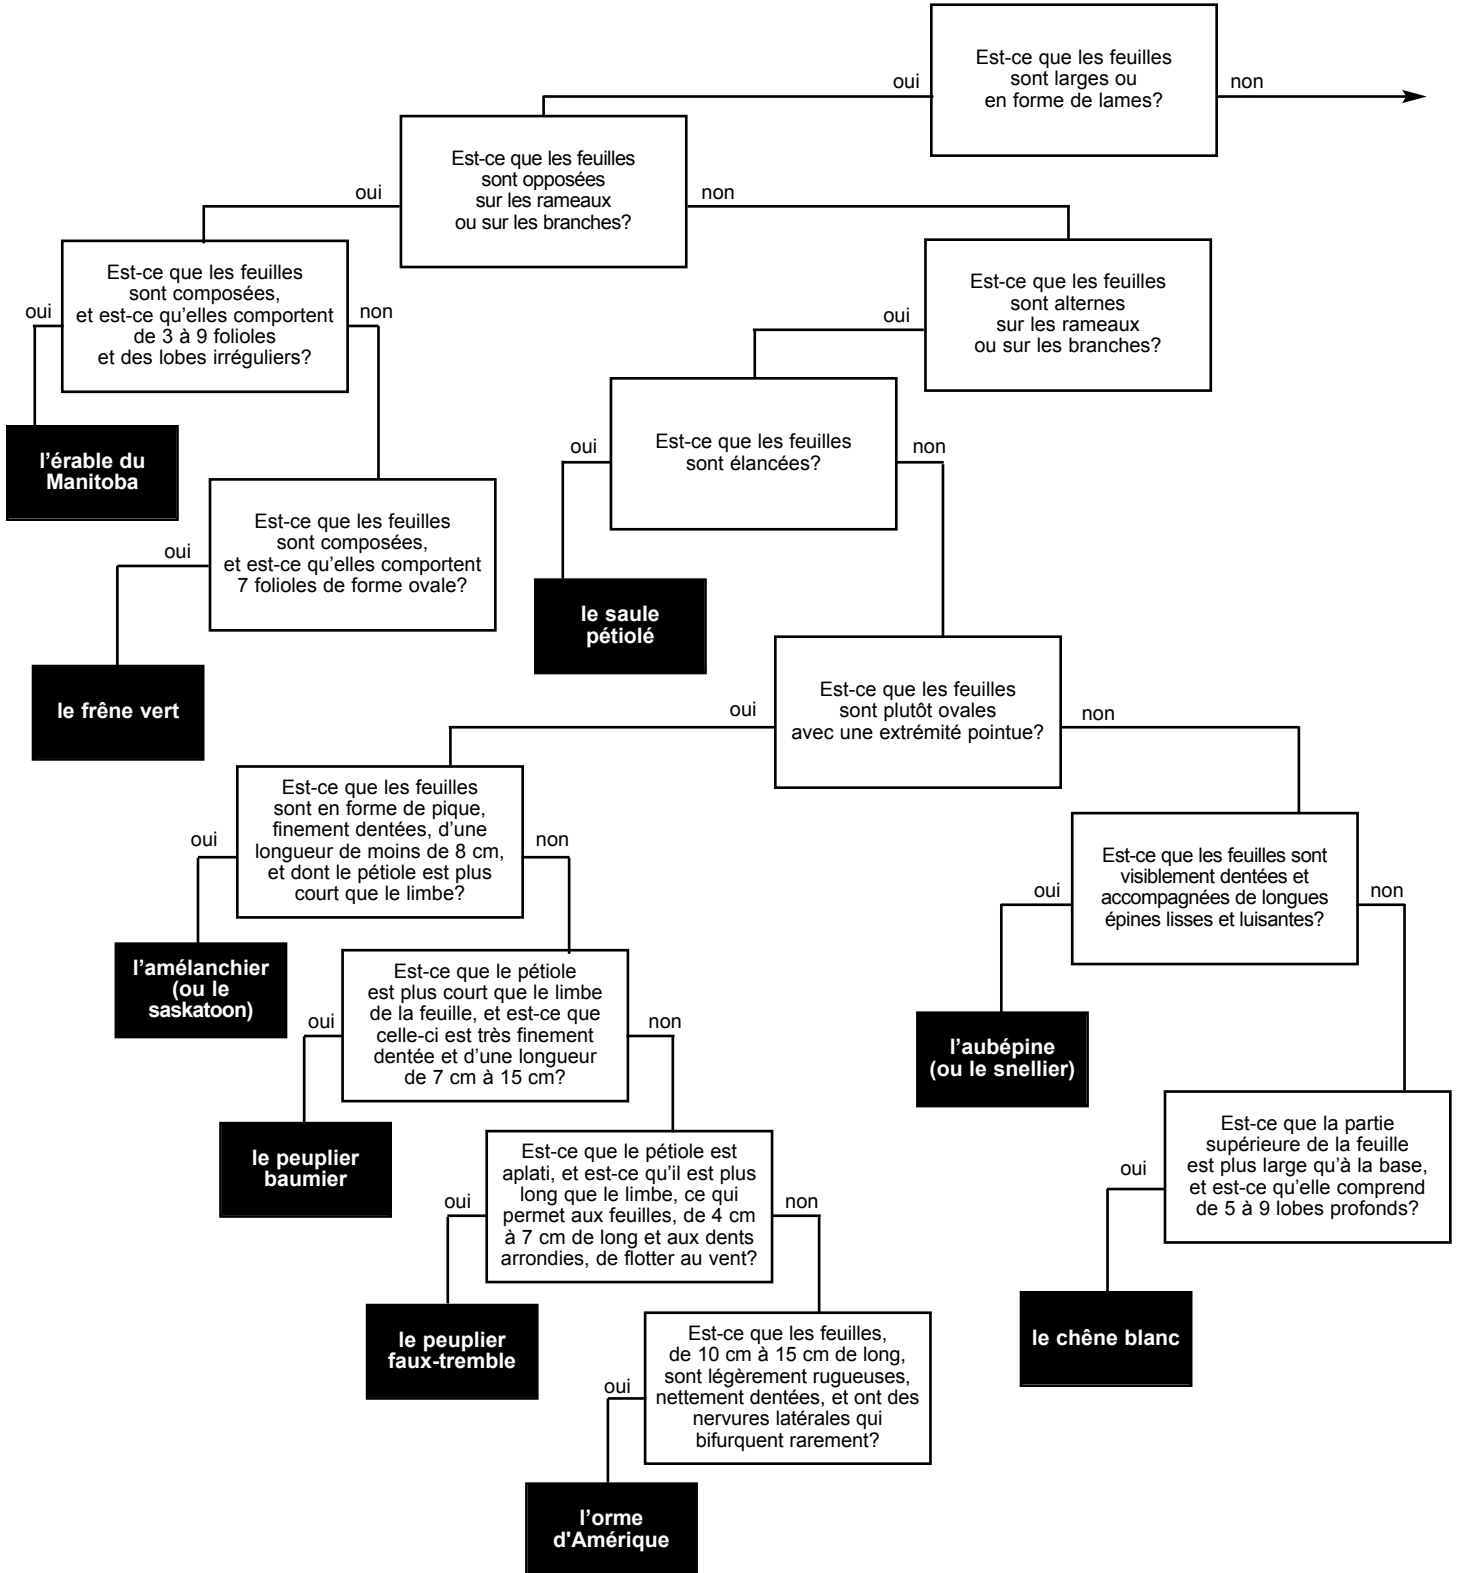 Est-ce que les feuilles
sont larges ou
en forme de lames?
oui
non
Est-ce que les feuilles
sont opposées
sur les rameaux
ou sur les branches?
oui
non
Est-ce que les feuilles
sont composées,
et est-ce qu'elles comportent
de 3 à 9 folioles
et des lobes irréguliers?
oui
non
Est-ce que les feuilles
sont alternes
sur les rameaux
ou sur les branches?
oui
l'érable du
Manitoba
Est-ce que les feuilles
sont élancées?
oui
non
Est-ce que les feuilles
sont composées,
et est-ce qu'elles comportent
7 folioles de forme ovale?
oui
le saule
pétiolé
le frêne vert
Est-ce que les feuilles
sont plutôt ovales
avec une extrémité pointue?
oui
non
Est-ce que les feuilles
sont en forme de pique,
finement dentées, d'une
longueur de moins de 8 cm,
et dont le pétiole est plus
court que le limbe?
oui
non
Est-ce que les feuilles sont
visiblement dentées et
accompagnées de longues
épines lisses et luisantes?
oui
non
l'amélanchier
(ou le
saskatoon)
Est-ce que le pétiole
est plus court que le limbe
de la feuille, et est-ce que
celle-ci est très finement
dentée et d'une longueur
de 7 cm à 15 cm?
oui
non
l'aubépine
(ou le snellier)
le peuplier
baumier
Est-ce que le pétiole est
aplati, et est-ce qu'il est plus
long que le limbe, ce qui
permet aux feuilles, de 4 cm
à 7 cm de long et aux dents
arrondies, de flotter au vent?
oui
non
Est-ce que la partie
supérieure de la feuille
est plus large qu'à la base,
et est-ce qu'elle comprend
de 5 à 9 lobes profonds?
oui
le peuplier
faux-tremble
Est-ce que les feuilles,
de 10 cm à 15 cm de long,
sont légèrement rugueuses,
nettement dentées, et ont des
nervures latérales qui
bifurquent rarement?
oui
le chêne blanc
l'orme
d'Amérique